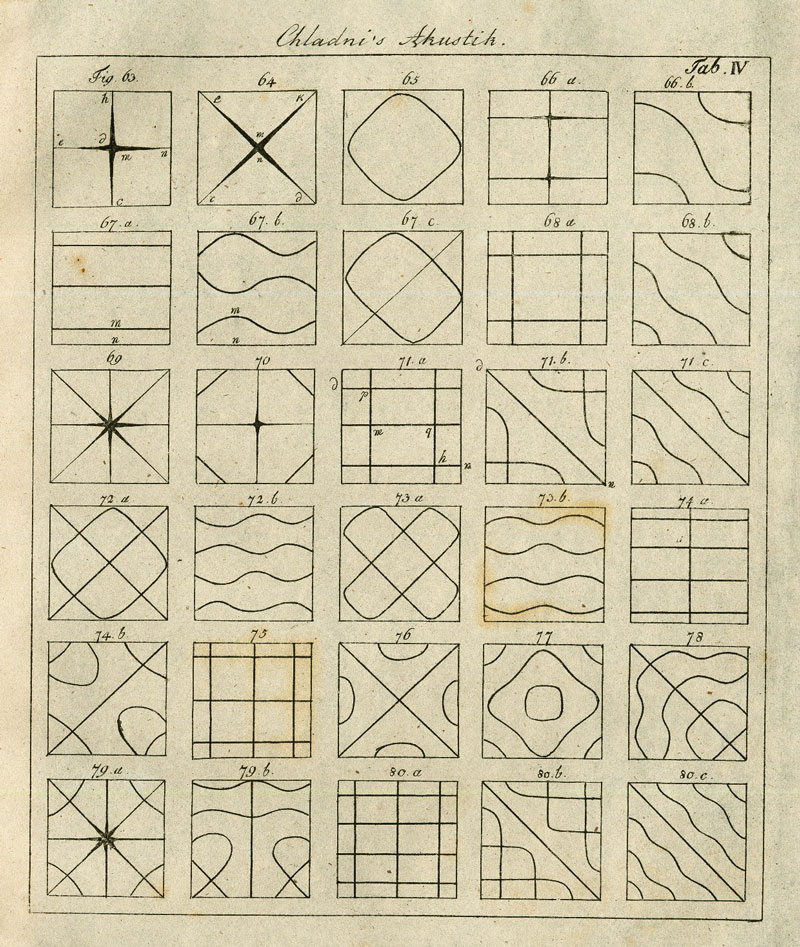 Chladni's Akustik.
Tab. IV
Fig. 63. 64 65 66 a. 66. b.
h
e d m n
c
e k
m
n
c d
67. a. 67. b. 67 c 68 a 68. b.
m m
n n
69 70 71. a 71. b. 71. c.
d d
p
m q
h n
n
72. a 72. b 73. a 73. b. 74 a
74. b. 75 76 77 78
79. a. 79. b. 80. a 80. b. 80. c.